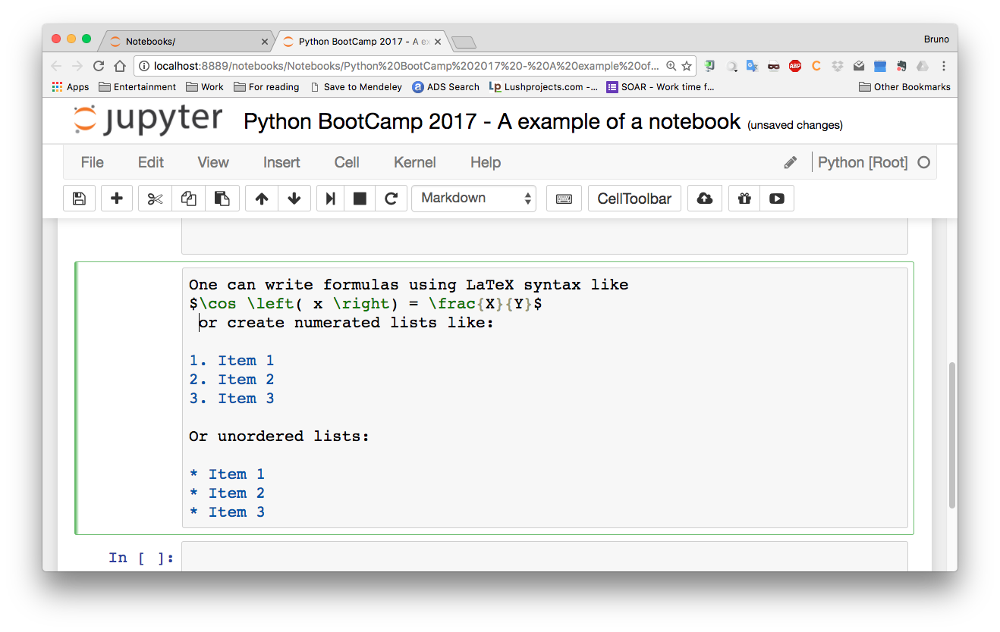 Notebooks/
Python BootCamp 2017 - A ex
Bruno
localhost:8889/notebooks/Notebooks/Python%20BootCamp%202017%20-%20A%20example%20of...
ABP
Apps Entertainment Work For reading Save to Mendeley a ADS Search Lp Lushprojects.com -... SOAR - Work time f... Other Bookmarks
jupyter Python BootCamp 2017 - A example of a notebook (unsaved changes)
File Edit View Insert Cell Kernel Help Python [Root]
Markdown CellToolbar
One can write formulas using LaTeX syntax like
$\cos \left( x \right) = \frac{X}{Y}$
or create numerated lists like:
1. Item 1
2. Item 2
3. Item 3
Or unordered lists:
* Item 1
* Item 2
* Item 3
In [ ]: